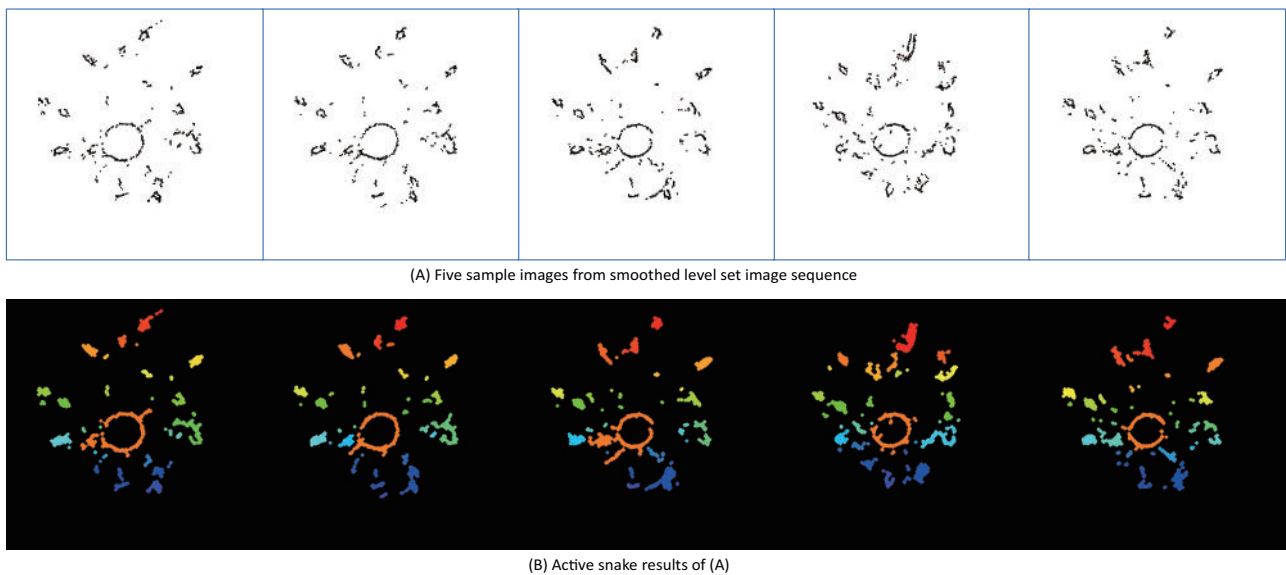 (A) Five sample images from smoothed level set image sequence
(B) Active snake results of (A)